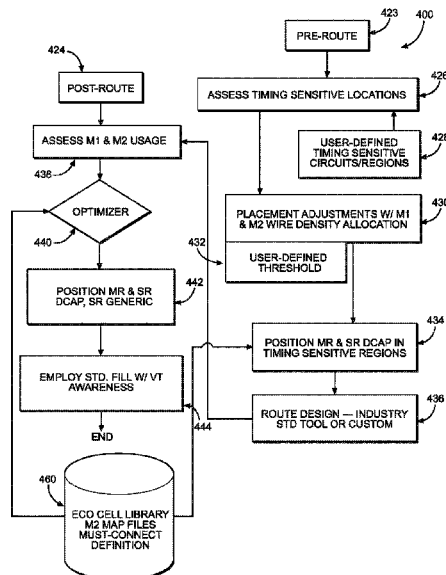 423
400
PRE-ROUTE
424
POST-ROUTE
426
ASSESS TIMING SENSITIVE LOCATIONS
ASSESS M1 & M2 USAGE
438
428
USER-DEFINED
TIMING SENSITIVE
CIRCUITS/REGIONS
OPTIMIZER
440
430
PLACEMENT ADJUSTMENTS W/ M1
& M2 WIRE DENSITY ALLOCATION
432
USER-DEFINED
THRESHOLD
442
POSITION MR & SR
DCAP, SR GENERIC
434
POSITION MR & SR DCAP IN
TIMING SENSITIVE REGIONS
EMPLOY STD. FILL W/ VT
AWARENESS
444
END
436
ROUTE DESIGN — INDUSTRY
STD TOOL OR CUSTOM
460
ECO CELL LIBRARY
M2 MAP FILES
MUST-CONNECT
DEFINITION